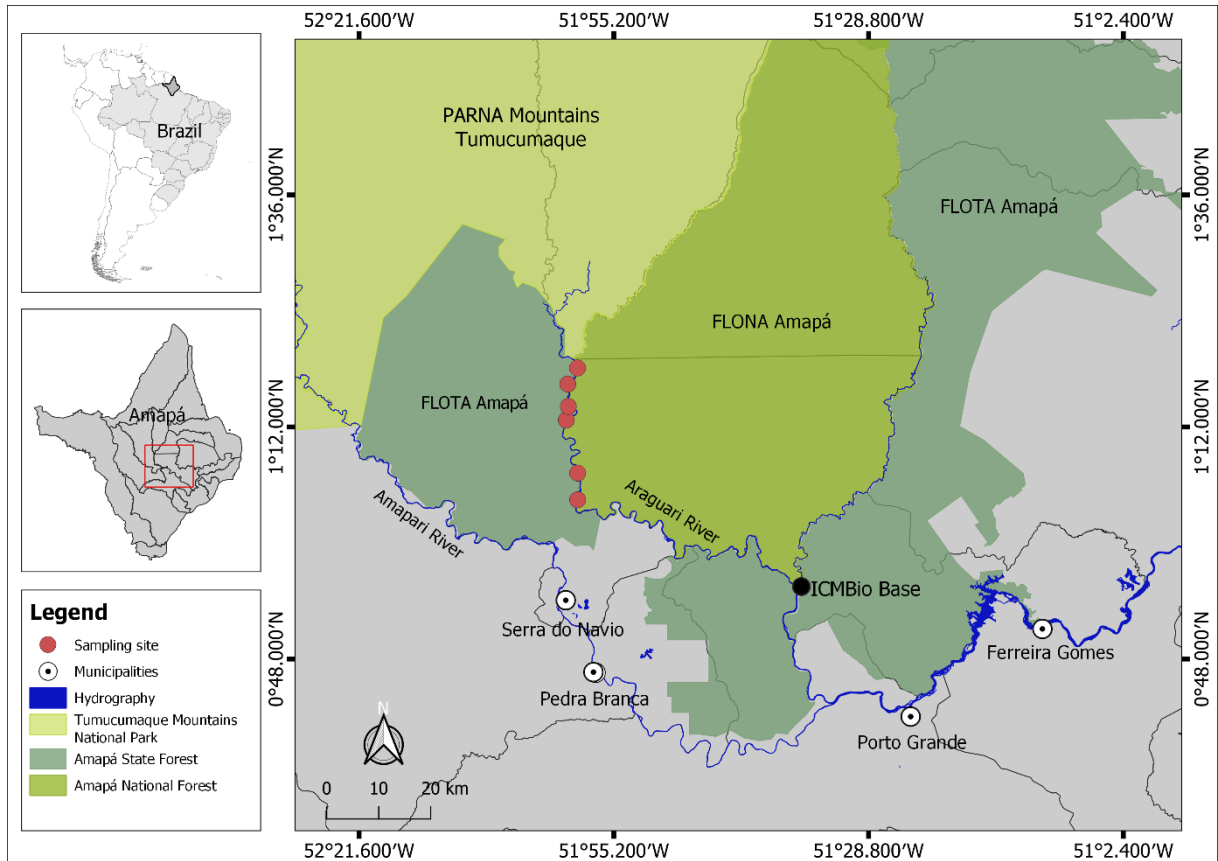 52°21.600'W
51°55.200'W
51°28.800'W
51°2.400'W
Brazil
Amapá
Legend
Sampling site
Municipalities
Hydrography
Tumucumaque Mountains
National Park
Amapá State Forest
Amapá National Forest
PARNA Mountains
Tumucumaque
FLOTA Amapá
FLONA Amapá
FLOTA Amapá
Amapari River
Araguari River
ICMBio Base
Serra do Navio
Pedra Branca
Ferreira Gomes
Porto Grande
N
0 10 20 km
1°36.000'N
1°12.000'N
0°48.000'N
1°36.000'N
1°12.000'N
0°48.000'N
52°21.600'W
51°55.200'W
51°28.800'W
51°2.400'W